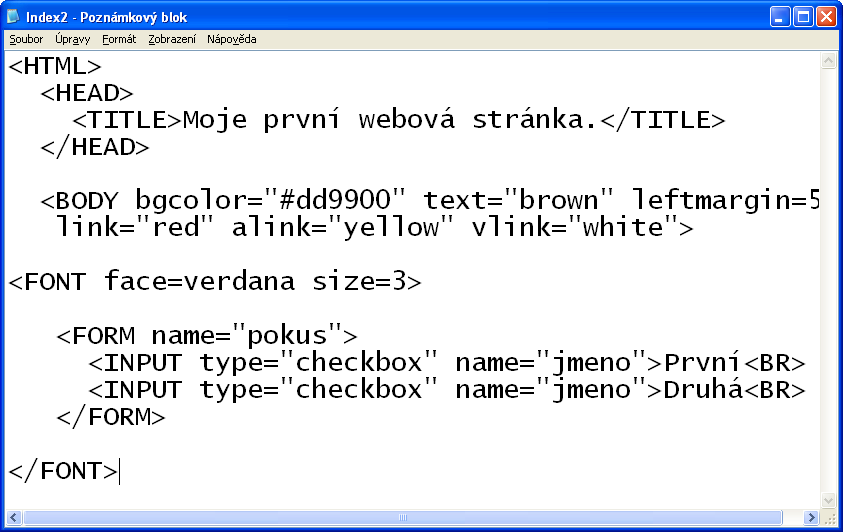 Index2 - Poznámkový blok
Soubor Úpravy Formát Zobrazení Nápověda
<HTML>
<HEAD>
<TITLE>Moje první webová stránka.</TITLE>
</HEAD>
<BODY bgcolor="#dd9900" text="brown" leftmargin=5
link="red" alink="yellow" vlink="white">
<FONT face=verdana size=3>
<FORM name="pokus">
<INPUT type="checkbox" name="jmeno">První<BR>
<INPUT type="checkbox" name="jmeno">Druhá<BR>
</FORM>
</FONT>